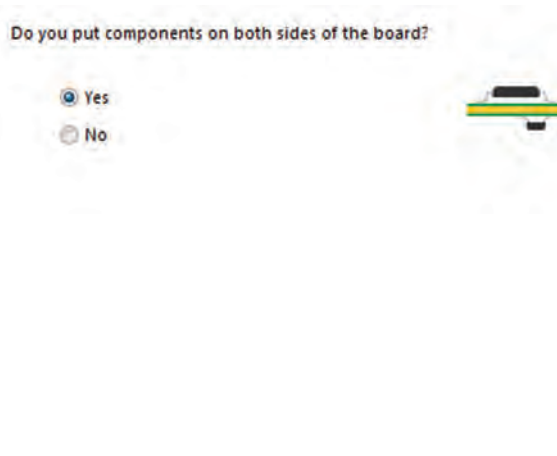 Do you put components on both sides of the board?
Yes
No